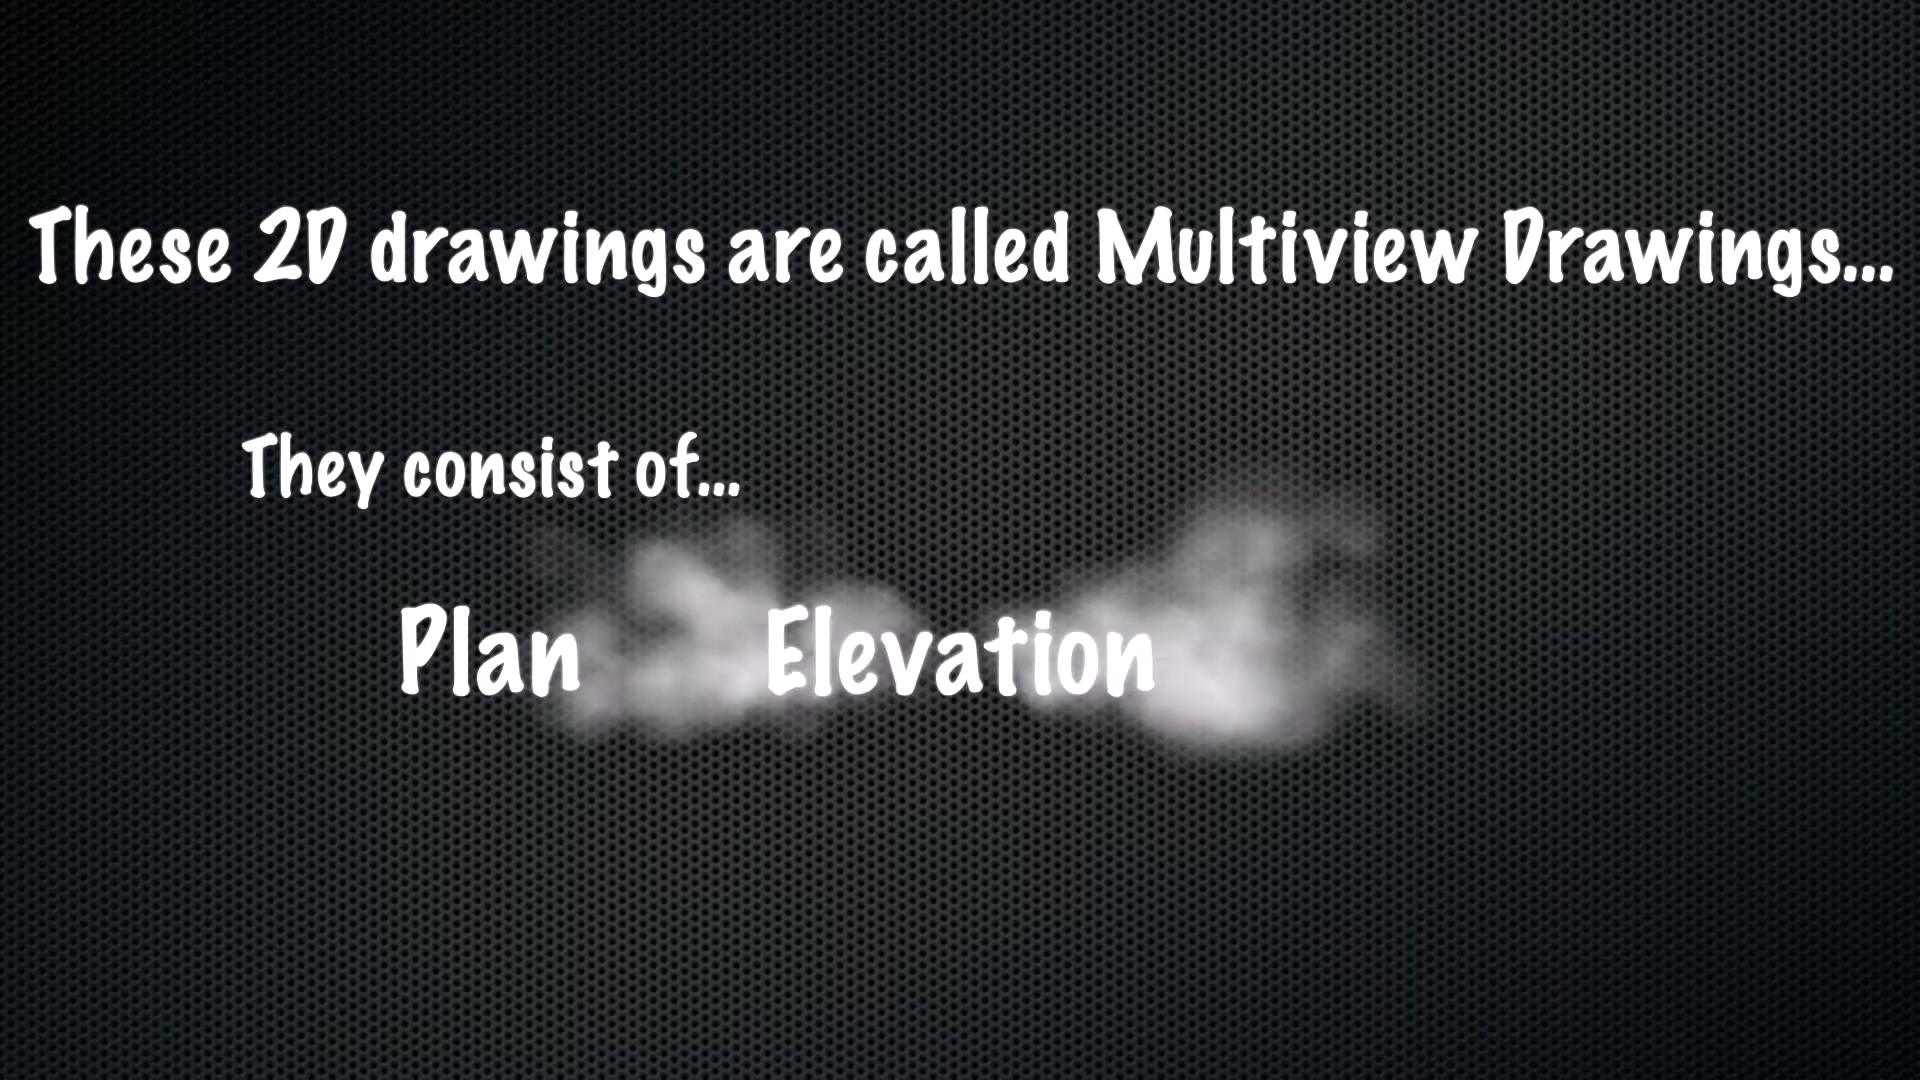 These 2D drawings are called Multiview Drawings...
They consist of...
Plan Elevation